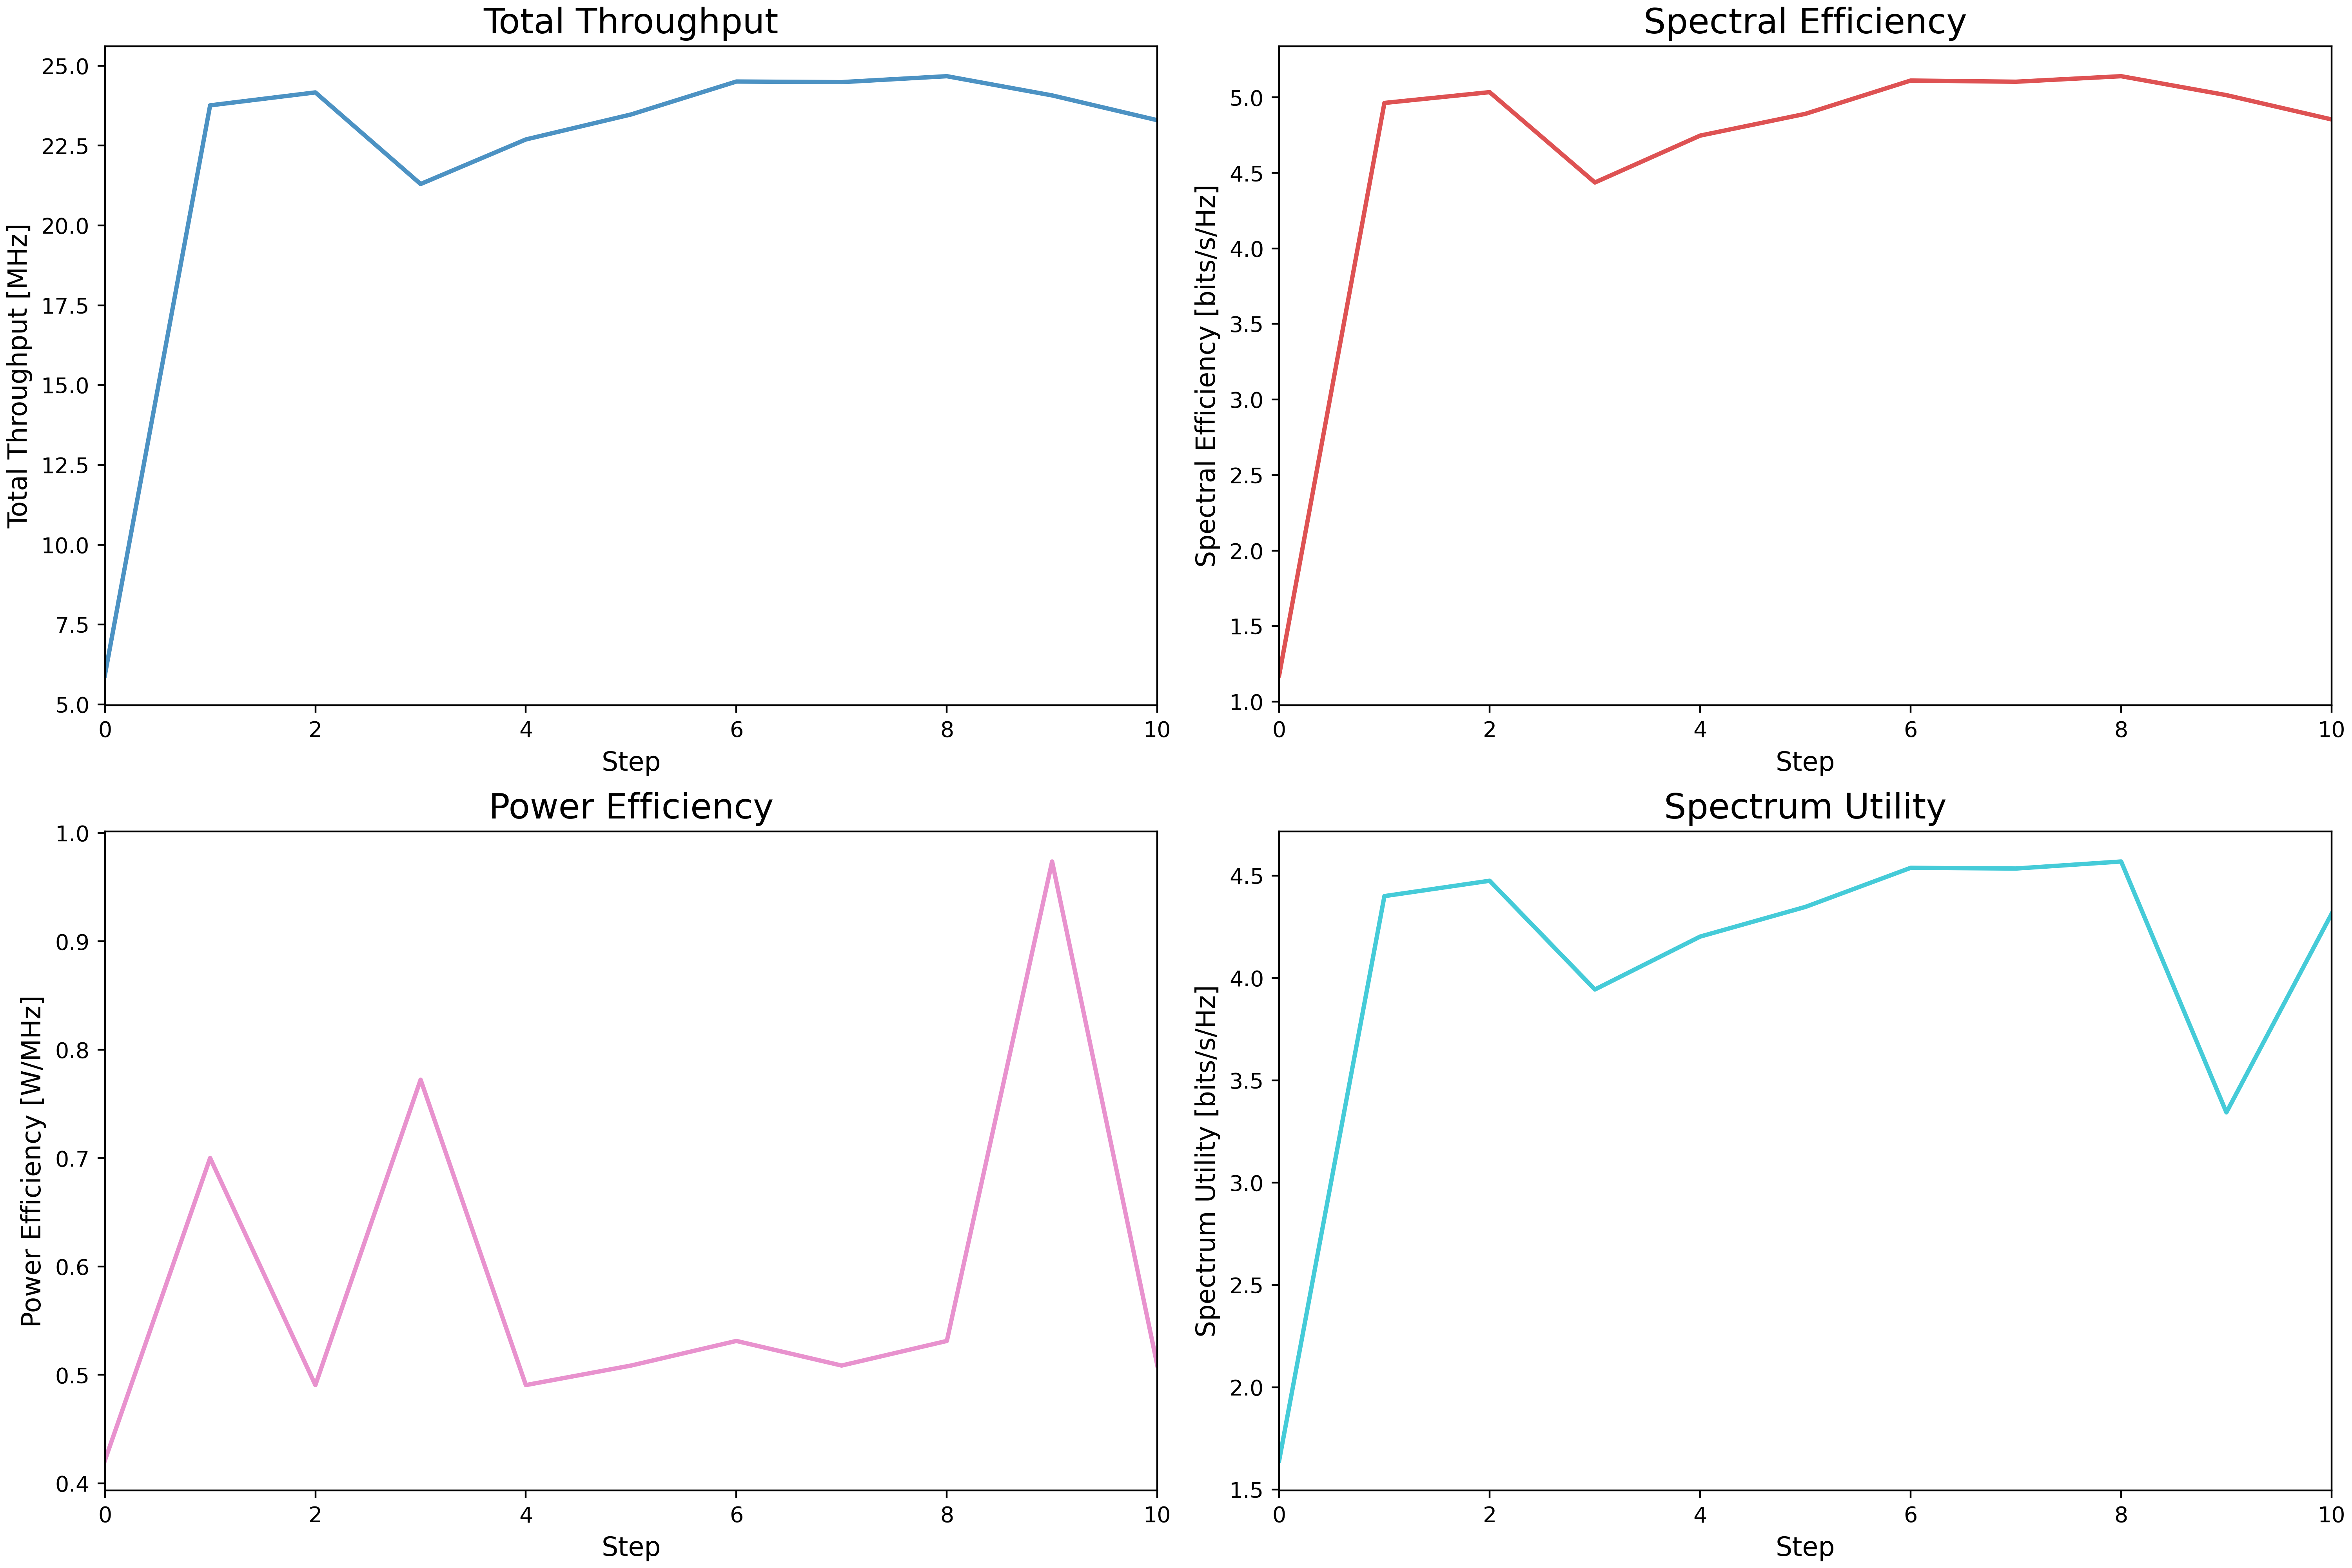 Total Throughput
Total Throughput [MHz]
25.0
22.5
20.0
17.5
15.0
12.5
10.0
7.5
5.0
0 2 4 6 8 10
Step
Spectral Efficiency
Spectral Efficiency [bits/s/Hz]
5.0
4.5
4.0
3.5
3.0
2.5
2.0
1.5
1.0
0 2 4 6 8 10
Step
Power Efficiency
Power Efficiency [W/MHz]
1.0
0.9
0.8
0.7
0.6
0.5
0.4
0 2 4 6 8 10
Step
Spectrum Utility
Spectrum Utility [bits/s/Hz]
4.5
4.0
3.5
3.0
2.5
2.0
1.5
0 2 4 6 8 10
Step